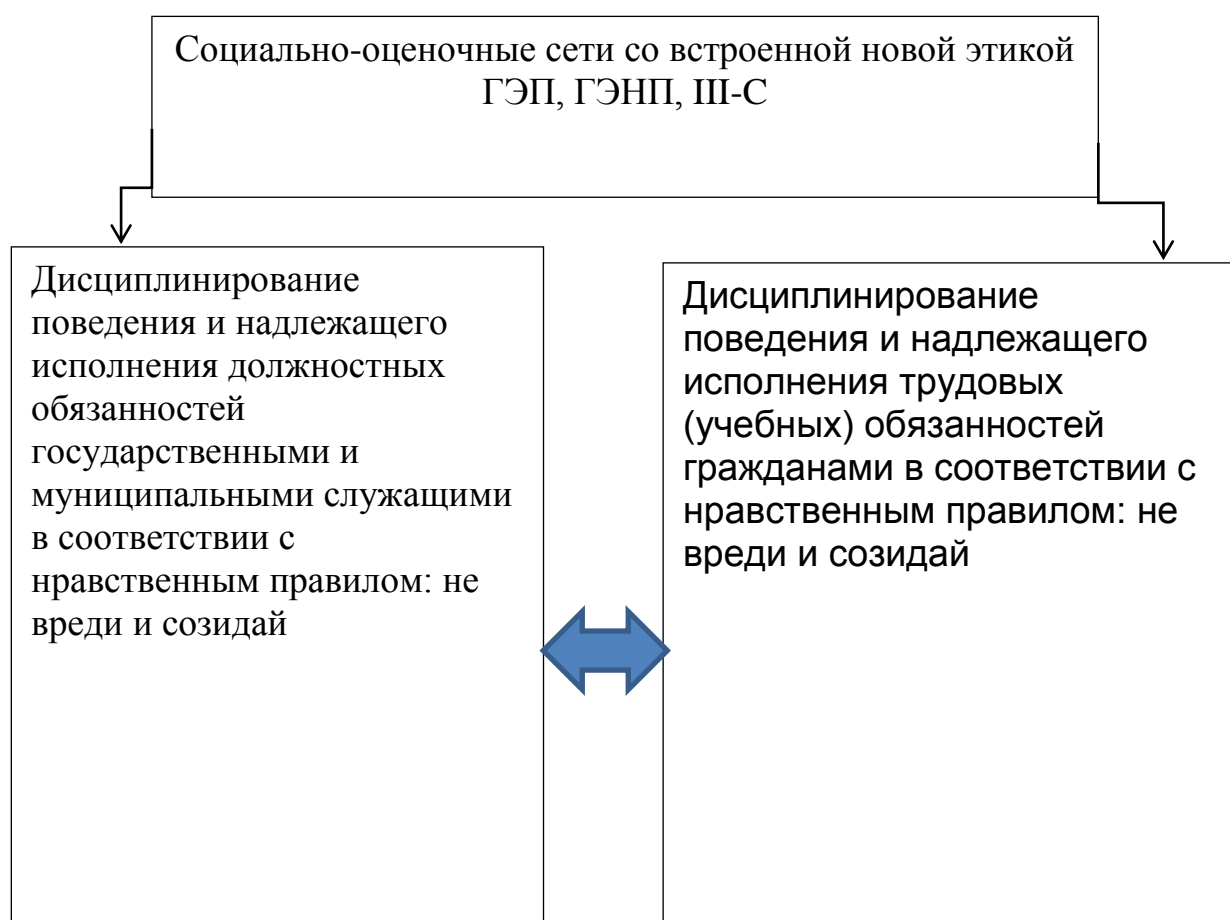 Социально-оценочные сети со встроенной новой этикой
ГЭП, ГЭНП, III-С
Дисциплинирование
поведения и надлежащего
исполнения должностных
обязанностей
государственными и
муниципальными служащими
в соответствии с
нравственным правилом: не
вреди и созидай
Дисциплинирование
поведения и надлежащего
исполнения трудовых
(учебных) обязанностей
гражданами в соответствии с
нравственным правилом: не
вреди и созидай